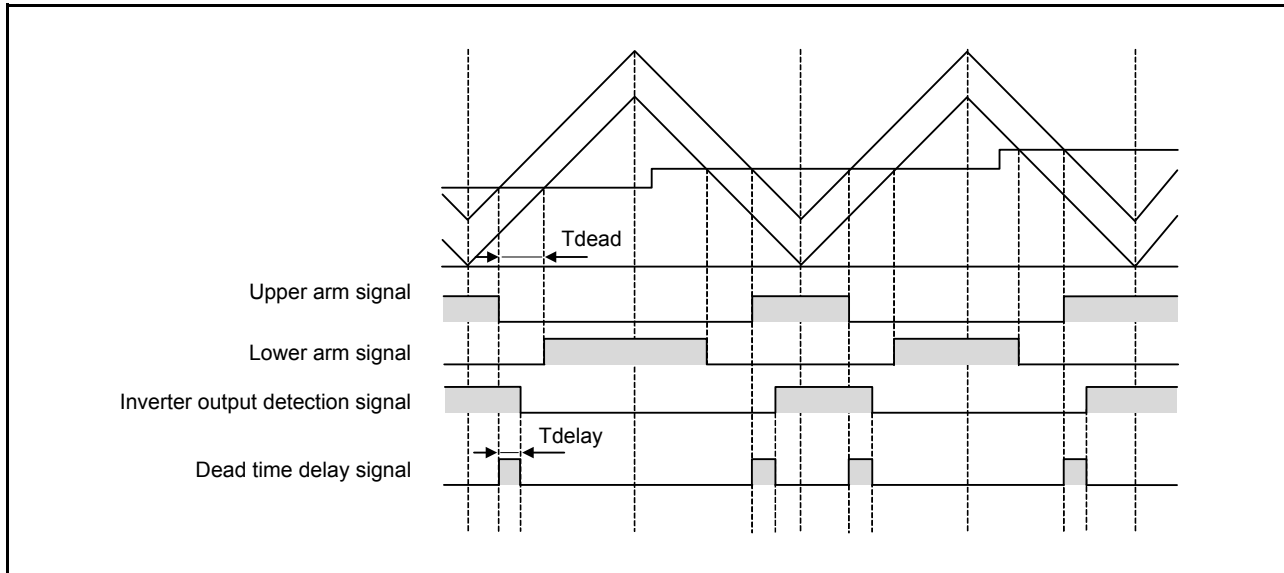 Tdead
Upper arm signal
Lower arm signal
Inverter output detection signal
Tdelay
Dead time delay signal